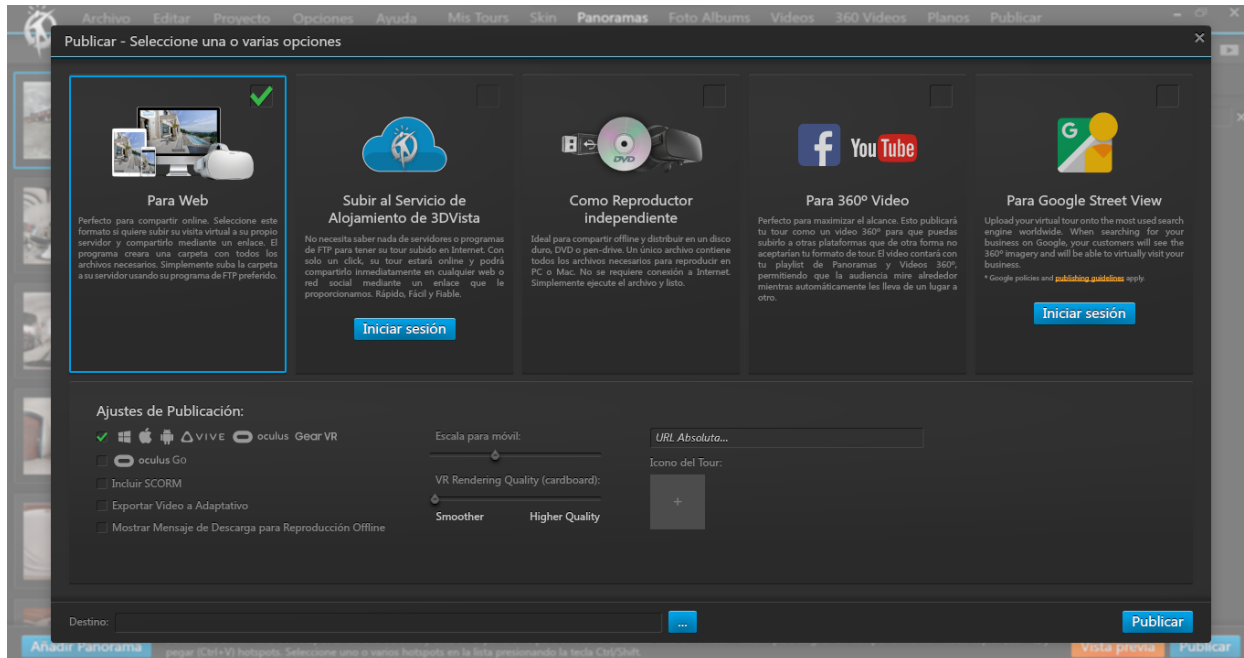 Archivo Editar Proyecto Opciones Ayuda Mis Tours Skin Panoramas Foto Albums Videos 360 Videos Planos Publicar
Publicar - Seleccione una o varias opciones
Para Web
Perfecto para compartir online. Seleccione este
formato si quiere subir su visita virtual a su propio
servidor y compartirlo mediante un enlace. El
programa creara una carpeta con todos los
archivos necesarios. Simplemente suba la carpeta
a su servidor usando su programa de FTP preferido.
Subir al Servicio de
Alojamiento de 3DVista
No necesita saber nada de servidores o programas
de FTP para tener su tour subido en Internet. Con
solo un click, su tour estará online y podrá
compartirlo inmediatamente en cualquier web o
red social mediante un enlace que le
proporcionamos. Rápido, Fácil y Fiable.
Iniciar sesión
DVD
Como Reproductor
independiente
Ideal para compartir offline y distribuir en un disco
duro, DVD o pen-drive. Un único archivo contiene
todos los archivos necesarios para reproducir en
PC o Mac. No se requiere conexión a Internet.
Simplemente ejecute el archivo y listo.
f You Tube
Para 360º Video
Perfecto para maximizar el alcance. Esto publicará
tu tour como un video 360º para que puedas
subirlo a otras plataformas que de otra forma no
aceptarían tu formato de tour. El video contará con
tu playlist de Panoramas y Videos 360º,
permitiendo que la audiencia mire alrededor
mientras automáticamente les lleva de un lugar a
otro.
G
Para Google Street View
Upload your virtual tour onto the most used search
engine worldwide. When searching for your
business on Google, your customers will see the
360º imagery and will be able to virtually visit your
business.
* Google policies and publishing guidelines apply.
Iniciar sesión
Ajustes de Publicación:
VIVE oculus Gear VR
oculus Go
Incluir SCORM
Exportar Video a Adaptativo
Mostrar Mensaje de Descarga para Reproducción Offline
Escala para móvil:
VR Rendering Quality (cardboard):
Smoother Higher Quality
URL Absoluta...
Icono del Tour:
+
Destino:
...
Publicar
Añadir Panorama
pegar (Ctrl+V) hotspots. Seleccione uno o varios hotspots en la lista presionando la tecla Ctrl/Shift.
Vista previa Publicar